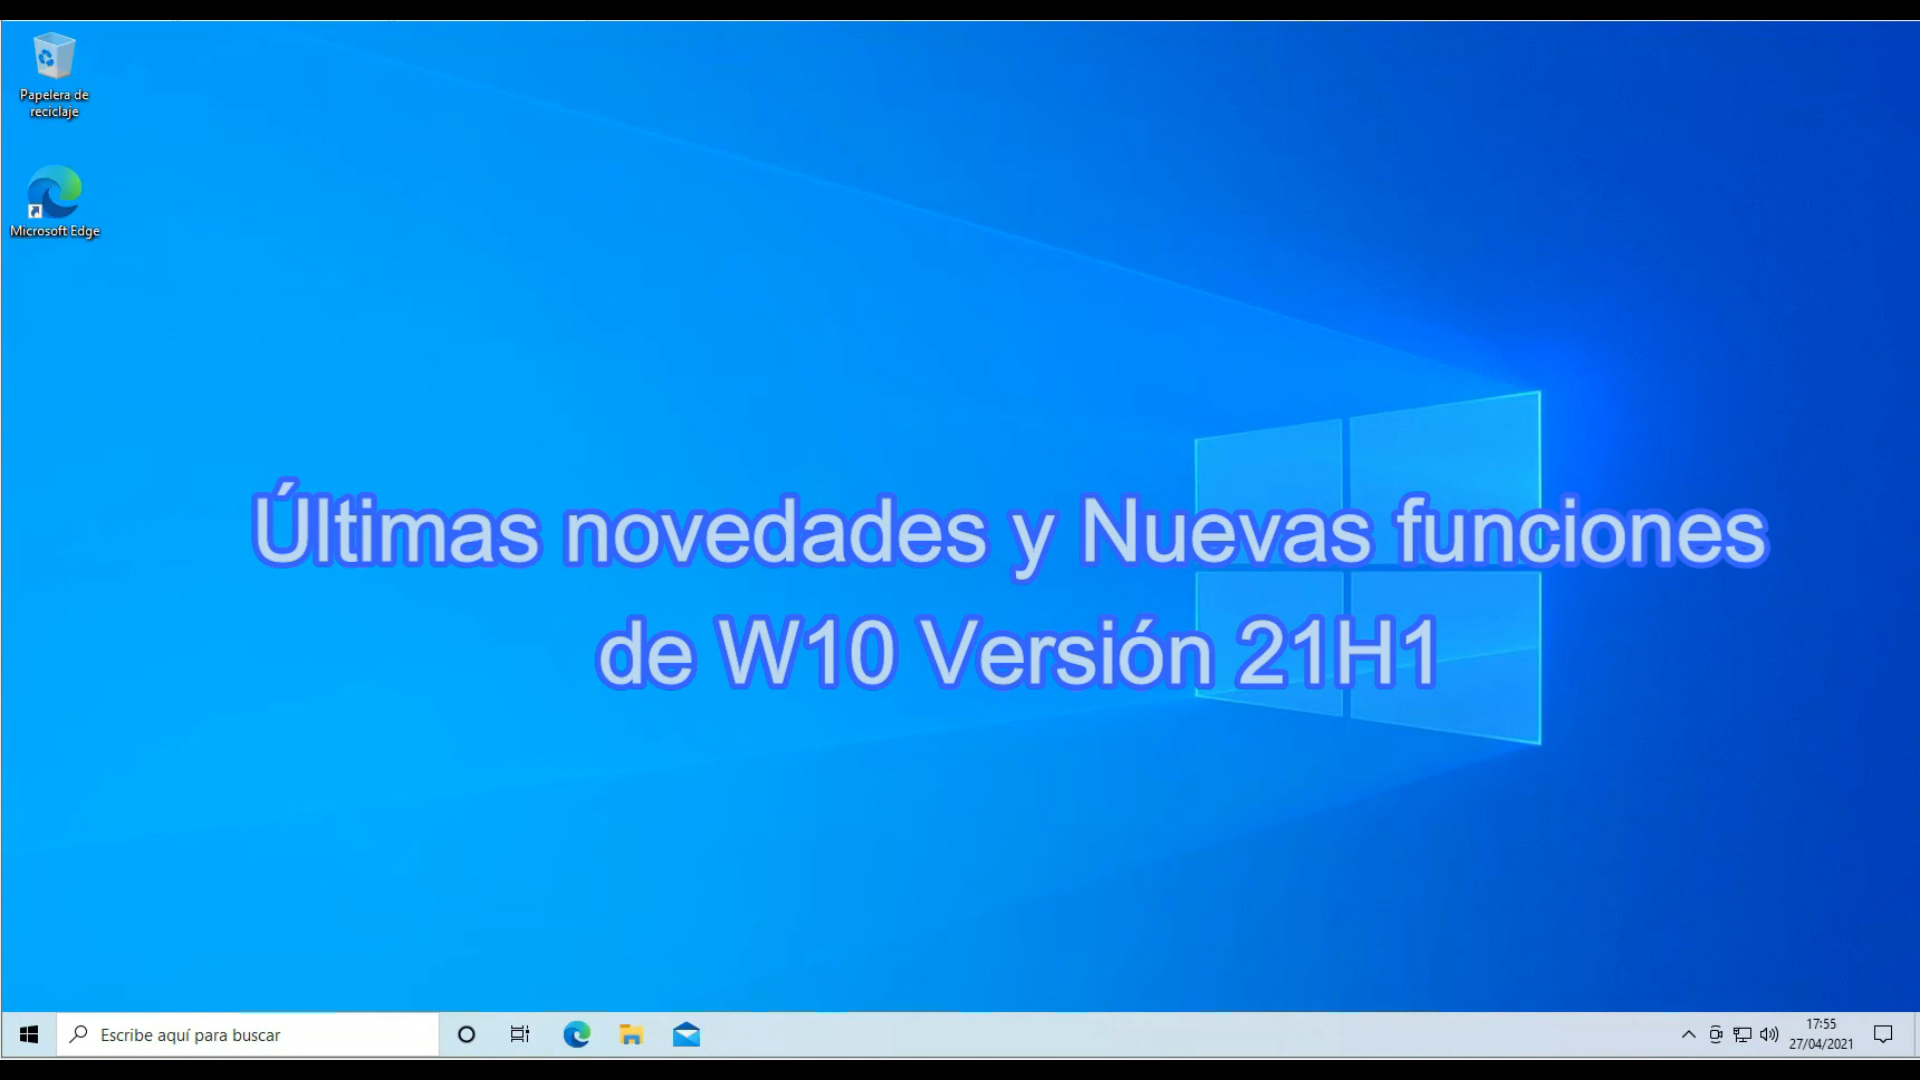 Papelera de
reciclaje
Microsoft Edge
Últimas novedades y Nuevas funciones
de W10 Versión 21H1
Escribe aquí para buscar
17:55
27/04/2021